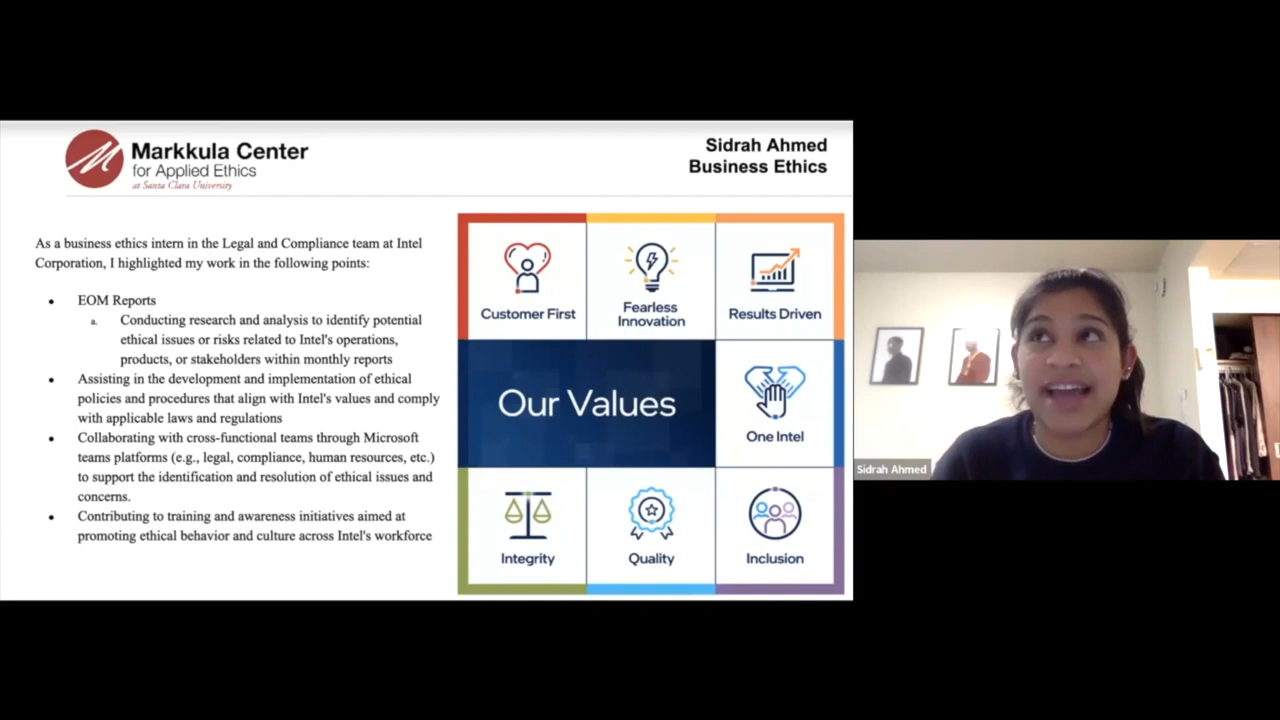 Markkula Center
for Applied Ethics
at Santa Clara University
Sidrah Ahmed
Business Ethics
As a business ethics intern in the Legal and Compliance team at Intel
Corporation, I highlighted my work in the following points:
• EOM Reports
a. Conducting research and analysis to identify potential
ethical issues or risks related to Intel's operations,
products, or stakeholders within monthly reports
• Assisting in the development and implementation of ethical
policies and procedures that align with Intel's values and comply
with applicable laws and regulations
• Collaborating with cross-functional teams through Microsoft
teams platforms (e.g., legal, compliance, human resources, etc.)
to support the identification and resolution of ethical issues and
concerns.
• Contributing to training and awareness initiatives aimed at
promoting ethical behavior and culture across Intel's workforce
Customer First
Fearless
Innovation
Results Driven
Our Values
One Intel
Integrity
Quality
Inclusion
Sidrah Ahmed